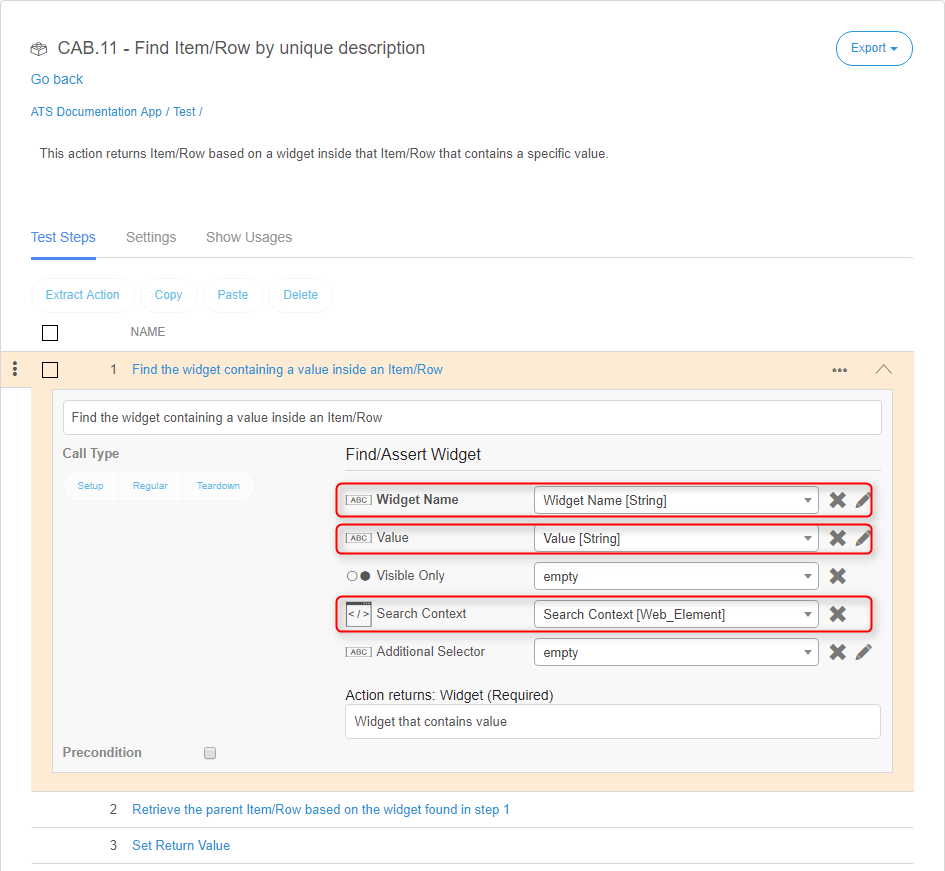 CAB.11 - Find Item/Row by unique description
Export
Go back
ATS Documentation App / Test /
This action returns Item/Row based on a widget inside that Item/Row that contains a specific value.
Test Steps Settings Show Usages
Extract Action Copy Paste Delete
NAME
1 Find the widget containing a value inside an Item/Row
Find the widget containing a value inside an Item/Row
Call Type
Setup Regular Teardown
Find/Assert Widget
ABC Widget Name Widget Name [String]
ABC Value Value [String]
Visible Only empty
</> Search Context Search Context [Web_Element]
ABC Additional Selector empty
Action returns: Widget (Required)
Widget that contains value
Precondition
2 Retrieve the parent Item/Row based on the widget found in step 1
3 Set Return Value